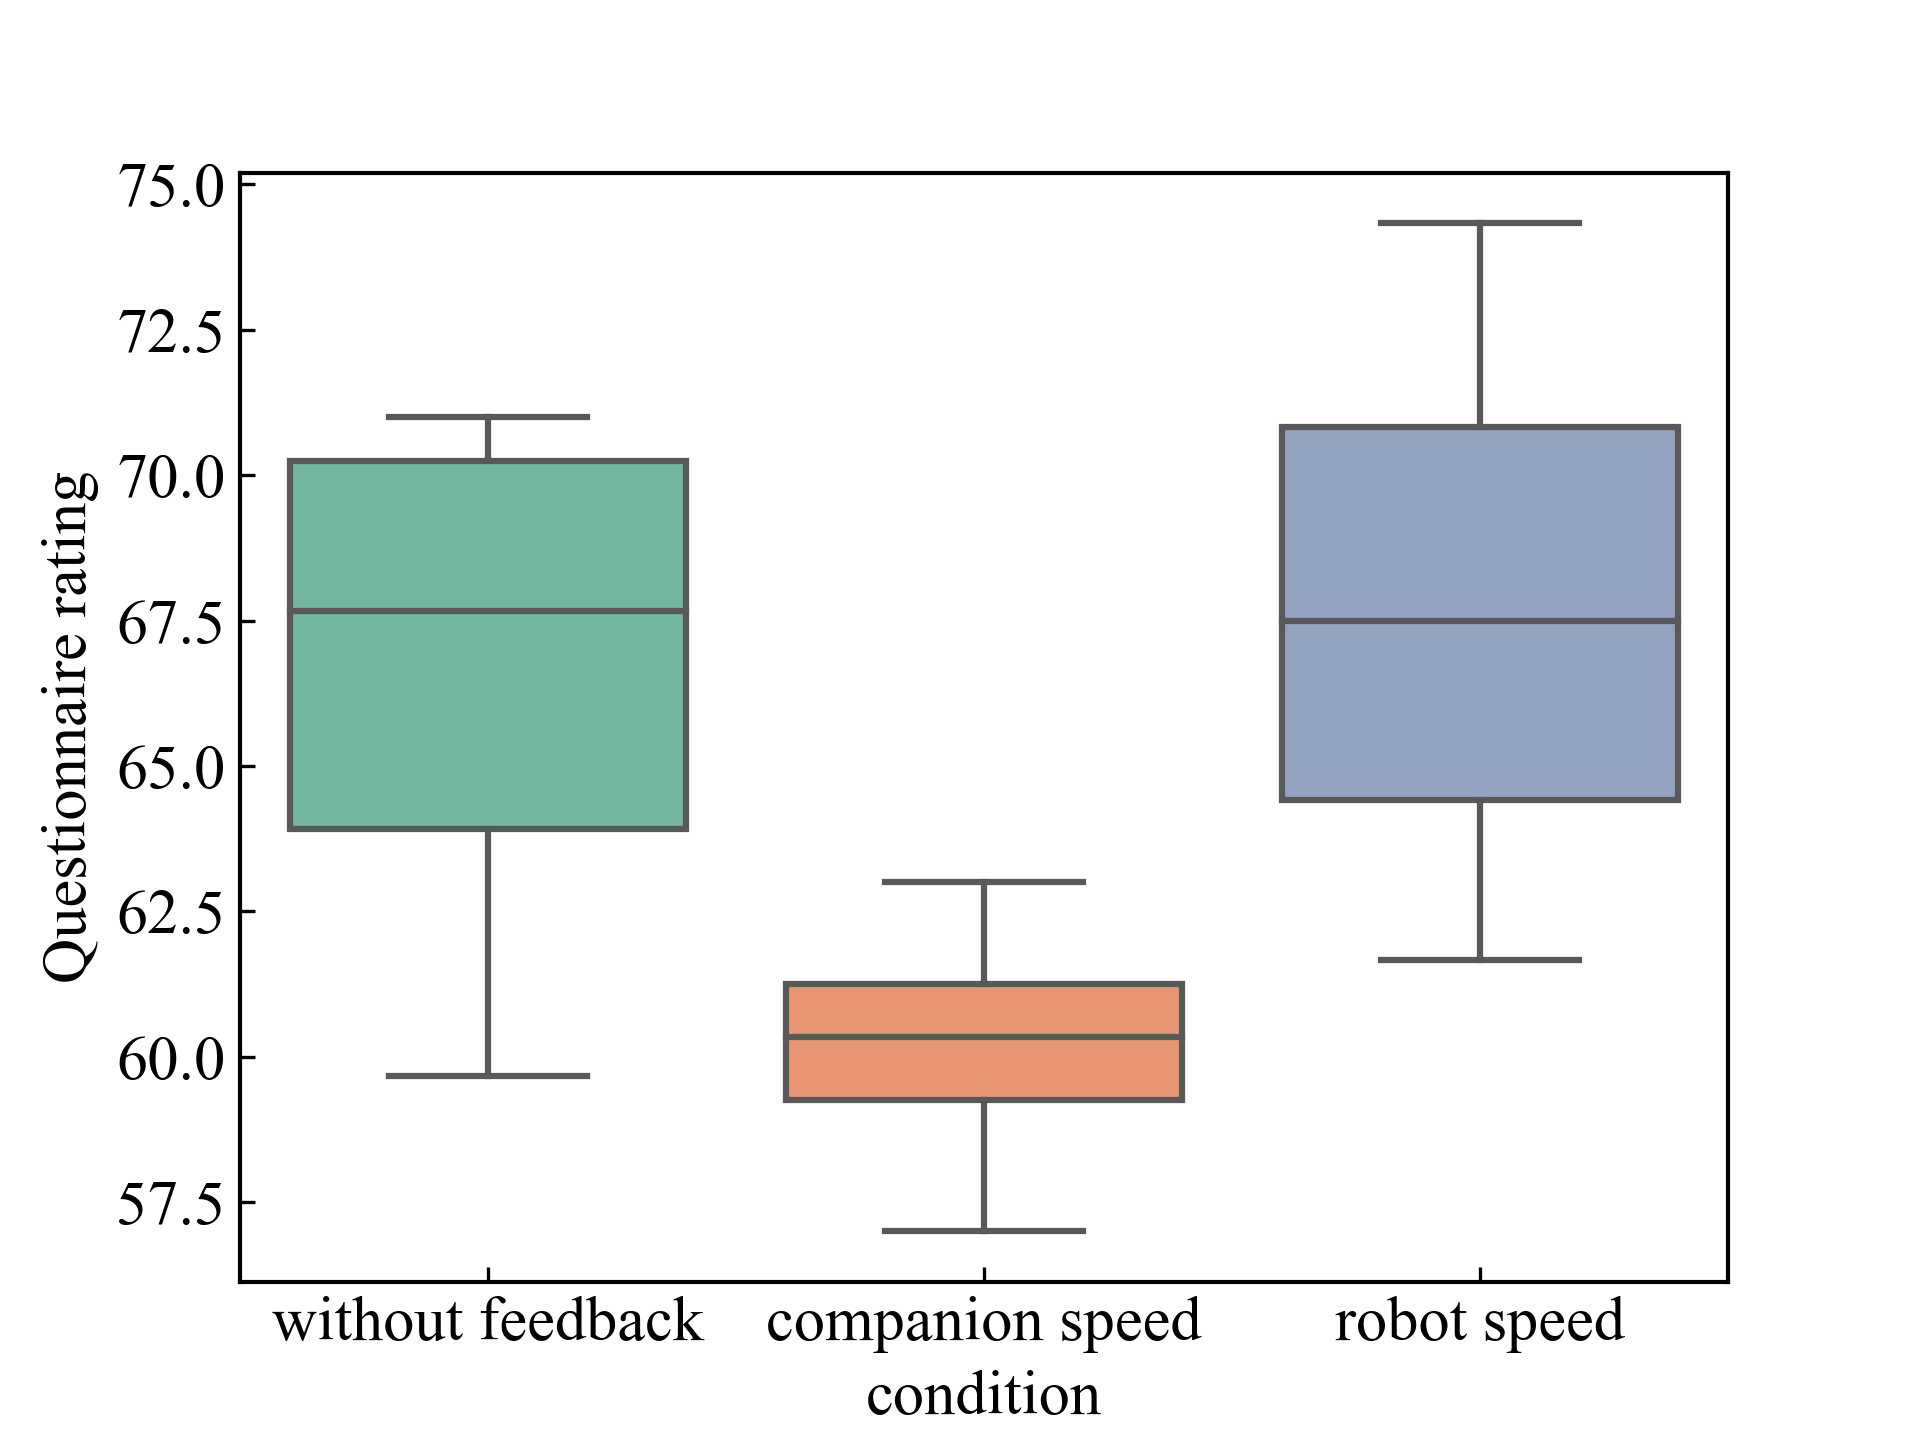 75.0
72.5
70.0
67.5
65.0
62.5
60.0
57.5
Questionnaire rating
without feedback
companion speed
robot speed
condition